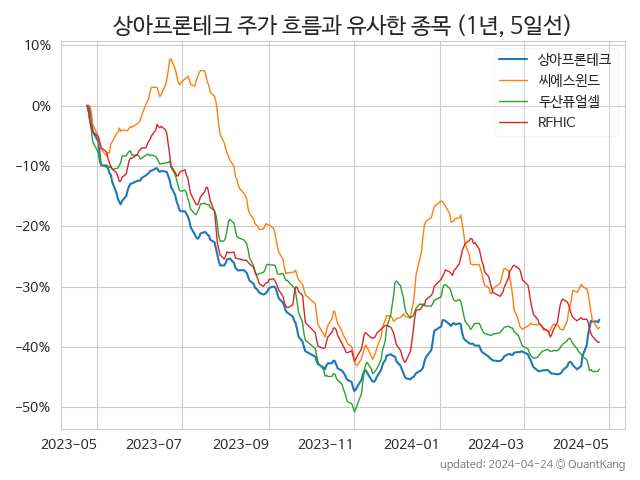 상아프론테크 주가 흐름과 유사한 종목 (1년, 5일선)
상아프론테크
씨에스윈드
두산퓨얼셀
RFHIC
10%
0%
−10%
−20%
−30%
−40%
−50%
2023-05
2023-07
2023-09
2023-11
2024-01
2024-03
2024-05
updated: 2024-04-24 © QuantKang